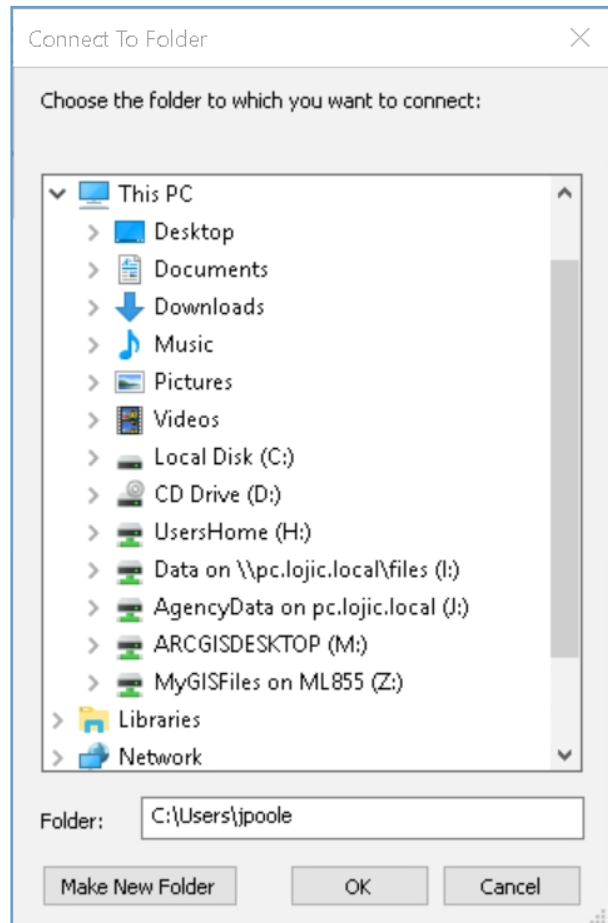 Connect To Folder
Choose the folder to which you want to connect:
This PC
Desktop
Documents
Downloads
Music
Pictures
Videos
Local Disk (C:)
CD Drive (D:)
UsersHome (H:)
Data on \\pc.lojic.local\files (I:)
AgencyData on pc.lojic.local (J:)
ARCGISDESKTOP (M:)
MyGISFiles on ML855 (Z:)
Libraries
Network
Folder: C:\Users\jpoole
Make New Folder OK Cancel